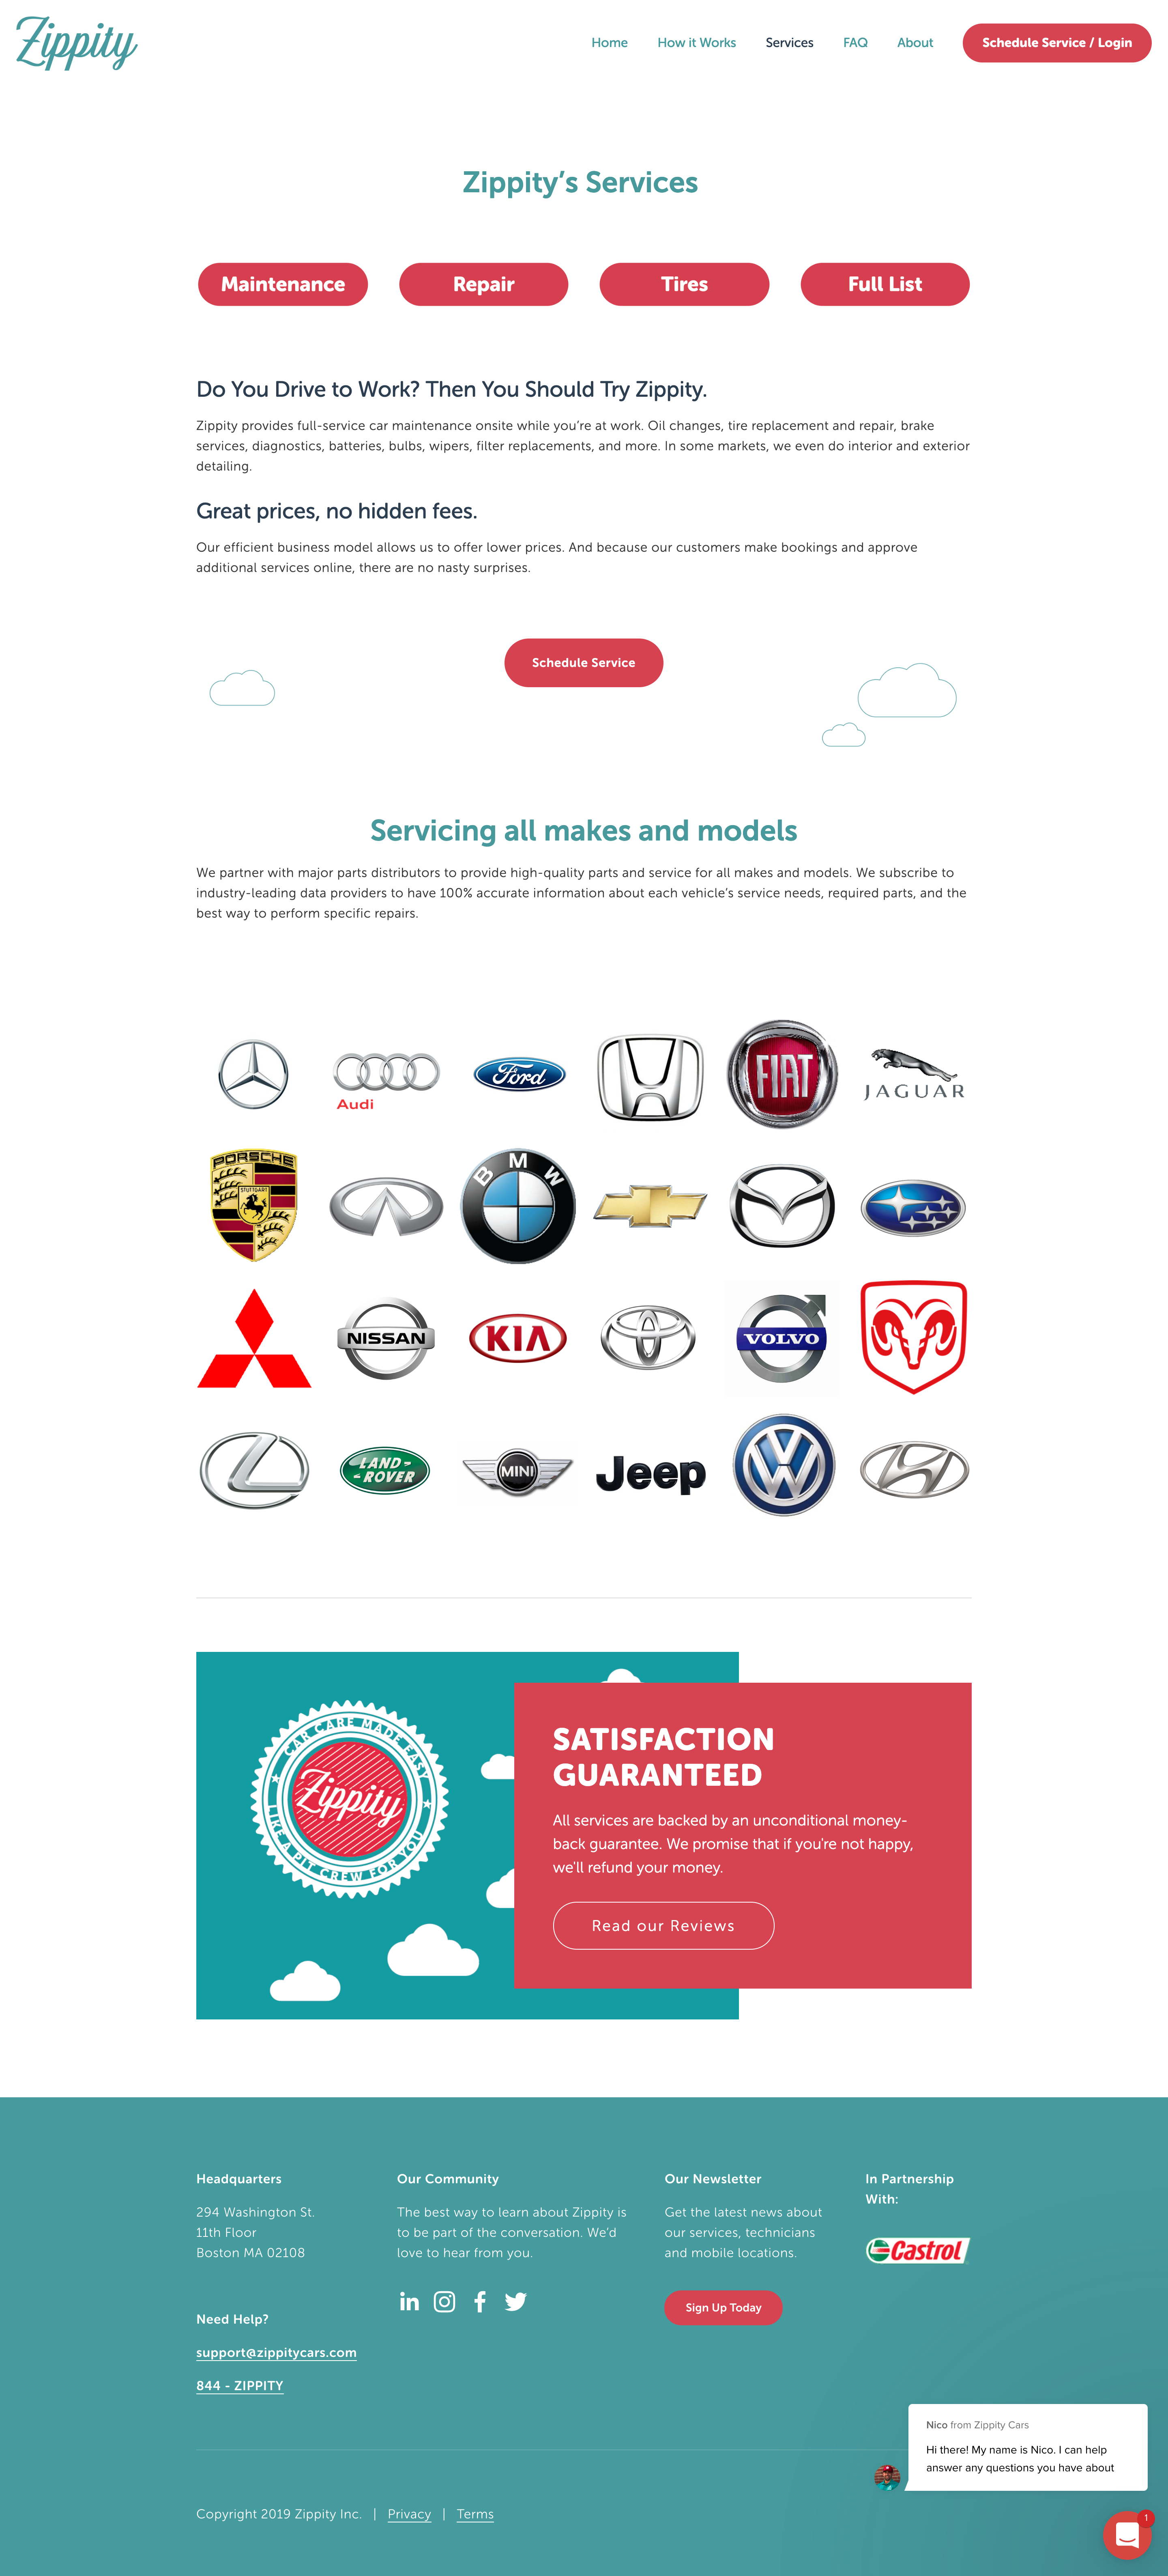 Zippity
Home
How it Works
Services
FAQ
About
Schedule Service / Login
Zippity’s Services
Maintenance
Repair
Tires
Full List
Do You Drive to Work? Then You Should Try Zippity.
Zippity provides full-service car maintenance onsite while you’re at work. Oil changes, tire replacement and repair, brake
services, diagnostics, batteries, bulbs, wipers, filter replacements, and more. In some markets, we even do interior and exterior
detailing.
Great prices, no hidden fees.
Our efficient business model allows us to offer lower prices. And because our customers make bookings and approve
additional services online, there are no nasty surprises.
Schedule Service
Servicing all makes and models
We partner with major parts distributors to provide high-quality parts and service for all makes and models. We subscribe to
industry-leading data providers to have 100% accurate information about each vehicle’s service needs, required parts, and the
best way to perform specific repairs.
Audi
Ford
FIAT
JAGUAR
PORSCHE
STUTTGART
BMW
NISSAN
KIA
VOLVO
LAND-
-ROVER
MINI
Jeep
CAR CARE MADE EASY
Zippity
LIKE A PIT CREW FOR YOU
SATISFACTION
GUARANTEED
All services are backed by an unconditional money-
back guarantee. We promise that if you're not happy,
we'll refund your money.
Read our Reviews
Headquarters
294 Washington St.
11th Floor
Boston MA 02108
Need Help?
support@zippitycars.com
844 - ZIPPITY
Our Community
The best way to learn about Zippity is
to be part of the conversation. We'd
love to hear from you.
Our Newsletter
Get the latest news about
our services, technicians
and mobile locations.
Sign Up Today
In Partnership
With:
Castrol
Nico from Zippity Cars
Hi there! My name is Nico. I can help
answer any questions you have about
1
Copyright 2019 Zippity Inc. | Privacy | Terms